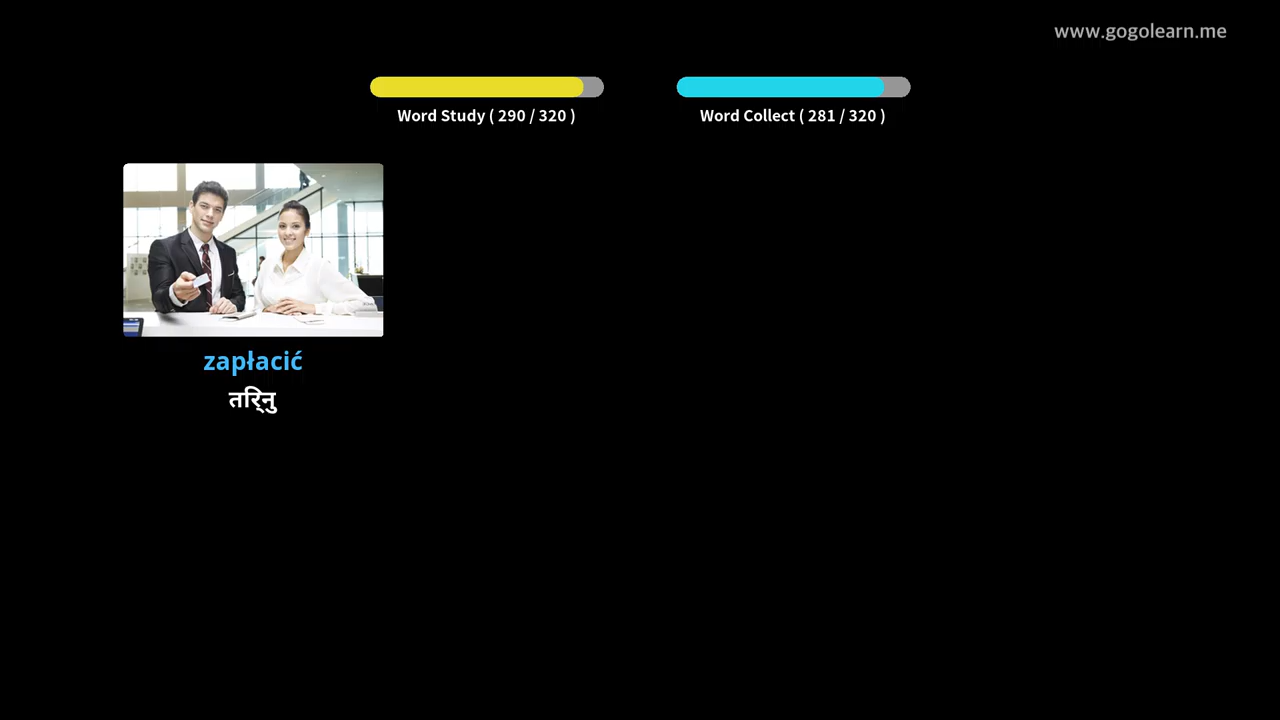 www.gogolearn.me
Word Study ( 290 / 320 )
Word Collect ( 281 / 320 )
zapłacić
तिर्नु